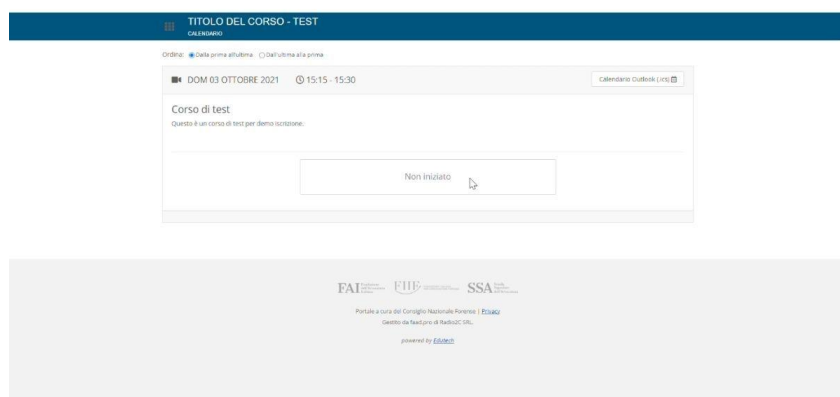 TITOLO DEL CORSO - TEST
CALENDARIO
Ordina: Dalla prima all'ultima Dall'ultima alla prima
DOM 03 OTTOBRE 2021 15:15 - 15:30 Calendario Outlook (.ics)
Corso di test
Questo è un corso di test per demo iscrizione.
Non iniziato
FAI FIIF SSA
Portale a cura del Consiglio Nazionale Forense | Privacy
Gestito da feed.pro di Radio2C SRL.
powered by Edutech